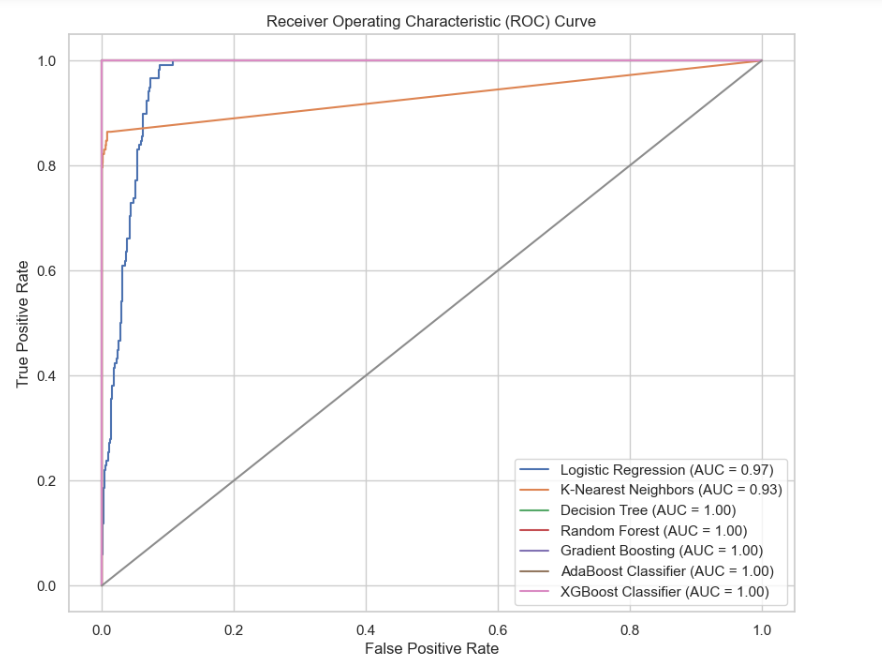 Receiver Operating Characteristic (ROC) Curve
True Positive Rate
1.0
0.8
0.6
0.4
0.2
0.0
Logistic Regression (AUC = 0.97)
K-Nearest Neighbors (AUC = 0.93)
Decision Tree (AUC = 1.00)
Random Forest (AUC = 1.00)
Gradient Boosting (AUC = 1.00)
AdaBoost Classifier (AUC = 1.00)
XGBoost Classifier (AUC = 1.00)
0.0 0.2 0.4 0.6 0.8 1.0
False Positive Rate